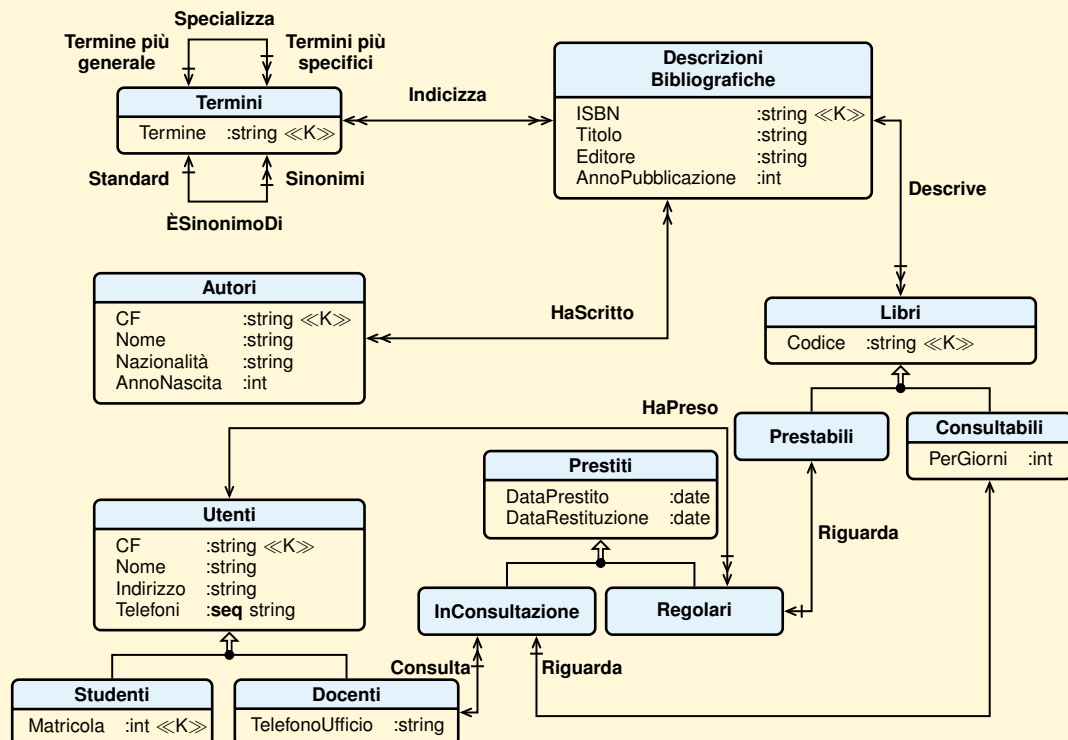 Specializza
Termine più
generale
Termini più
specifici
Termini
Termine :string ≪K≫
Standard
Sinonimi
ÈSinonimoDi
Indicizza
Descrizioni
Bibliografiche
ISBN :string ≪K≫
Titolo :string
Editore :string
AnnoPubblicazione :int
Descrive
Autori
CF :string ≪K≫
Nome :string
Nazionalità :string
AnnoNascita :int
HaScritto
Libri
Codice :string ≪K≫
HaPreso
Prestabili
Consultabili
PerGiorni :int
Prestiti
DataPrestito :date
DataRestituzione :date
Utenti
CF :string ≪K≫
Nome :string
Indirizzo :string
Telefoni :seq string
Riguarda
InConsultazione
Regolari
Consulta
Riguarda
Studenti
Matricola :int ≪K≫
Docenti
TelefonoUfficio :string